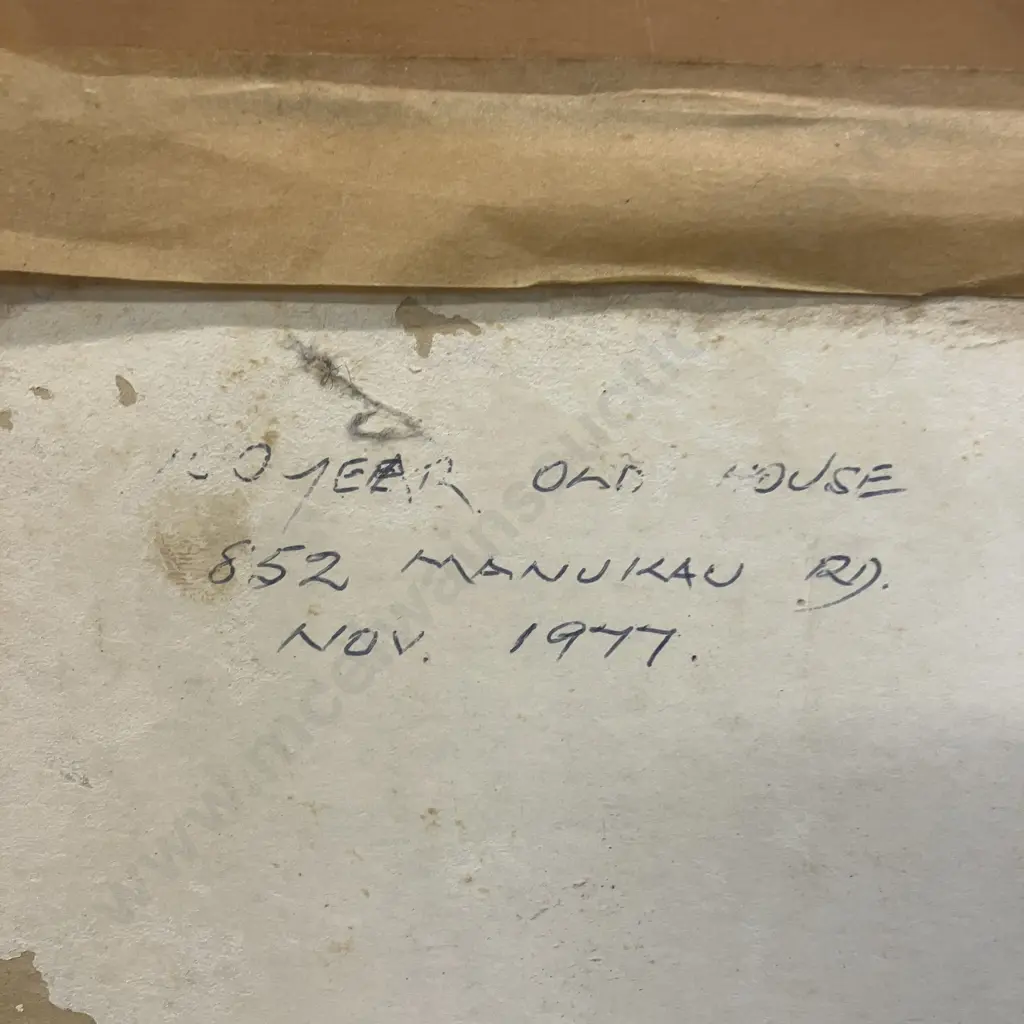 100 YEAR OLD HOUSE
852 MANUKAU RD.
NOV. 1977.